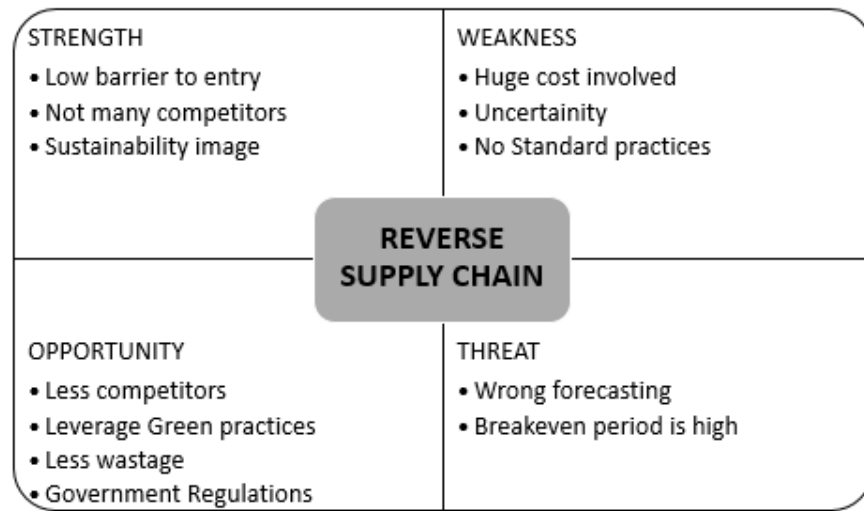 STRENGTH
• Low barrier to entry
• Not many competitors
• Sustainability image
WEAKNESS
• Huge cost involved
• Uncertainity
• No Standard practices
REVERSE
SUPPLY CHAIN
OPPORTUNITY
• Less competitors
• Leverage Green practices
• Less wastage
• Government Regulations
THREAT
• Wrong forecasting
• Breakeven period is high